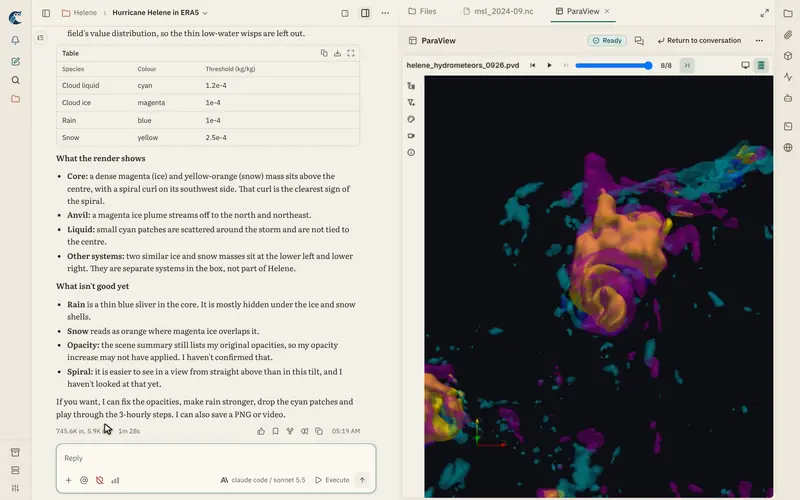 Helene > Hurricane Helene in ERA5
Files
msl_2024-09.nc
ParaView
ParaView
Ready
Return to conversation
helene_hydrometeors_0926.pvd
8/8
field's value distribution, so the thin low-water wisps are left out.
Table
Species Colour Threshold (kg/kg)
Cloud liquid cyan 1.2e-4
Cloud ice magenta 1e-4
Rain blue 1e-4
Snow yellow 2.5e-4
What the render shows
• Core: a dense magenta (ice) and yellow-orange (snow) mass sits above the
centre, with a spiral curl on its southwest side. That curl is the clearest sign of
the spiral.
• Anvil: a magenta ice plume streams off to the north and northeast.
• Liquid: small cyan patches are scattered around the storm and are not tied to
the centre.
• Other systems: two similar ice and snow masses sit at the lower left and lower
right. They are separate systems in the box, not part of Helene.
What isn't good yet
• Rain is a thin blue sliver in the core. It is mostly hidden under the ice and snow
shells.
• Snow reads as orange where magenta ice overlaps it.
• Opacity: the scene summary still lists my original opacities, so my opacity
increase may not have applied. I haven't confirmed that.
• Spiral: it is easier to see in a view from straight above than in this tilt, and I
haven't looked at that yet.
If you want, I can fix the opacities, make rain stronger, drop the cyan patches and
play through the 3-hourly steps. I can also save a PNG or video.
745.6K in, 5.9K 1m 28s
05:19 AM
Reply
claude code / sonnet 5.5
Execute